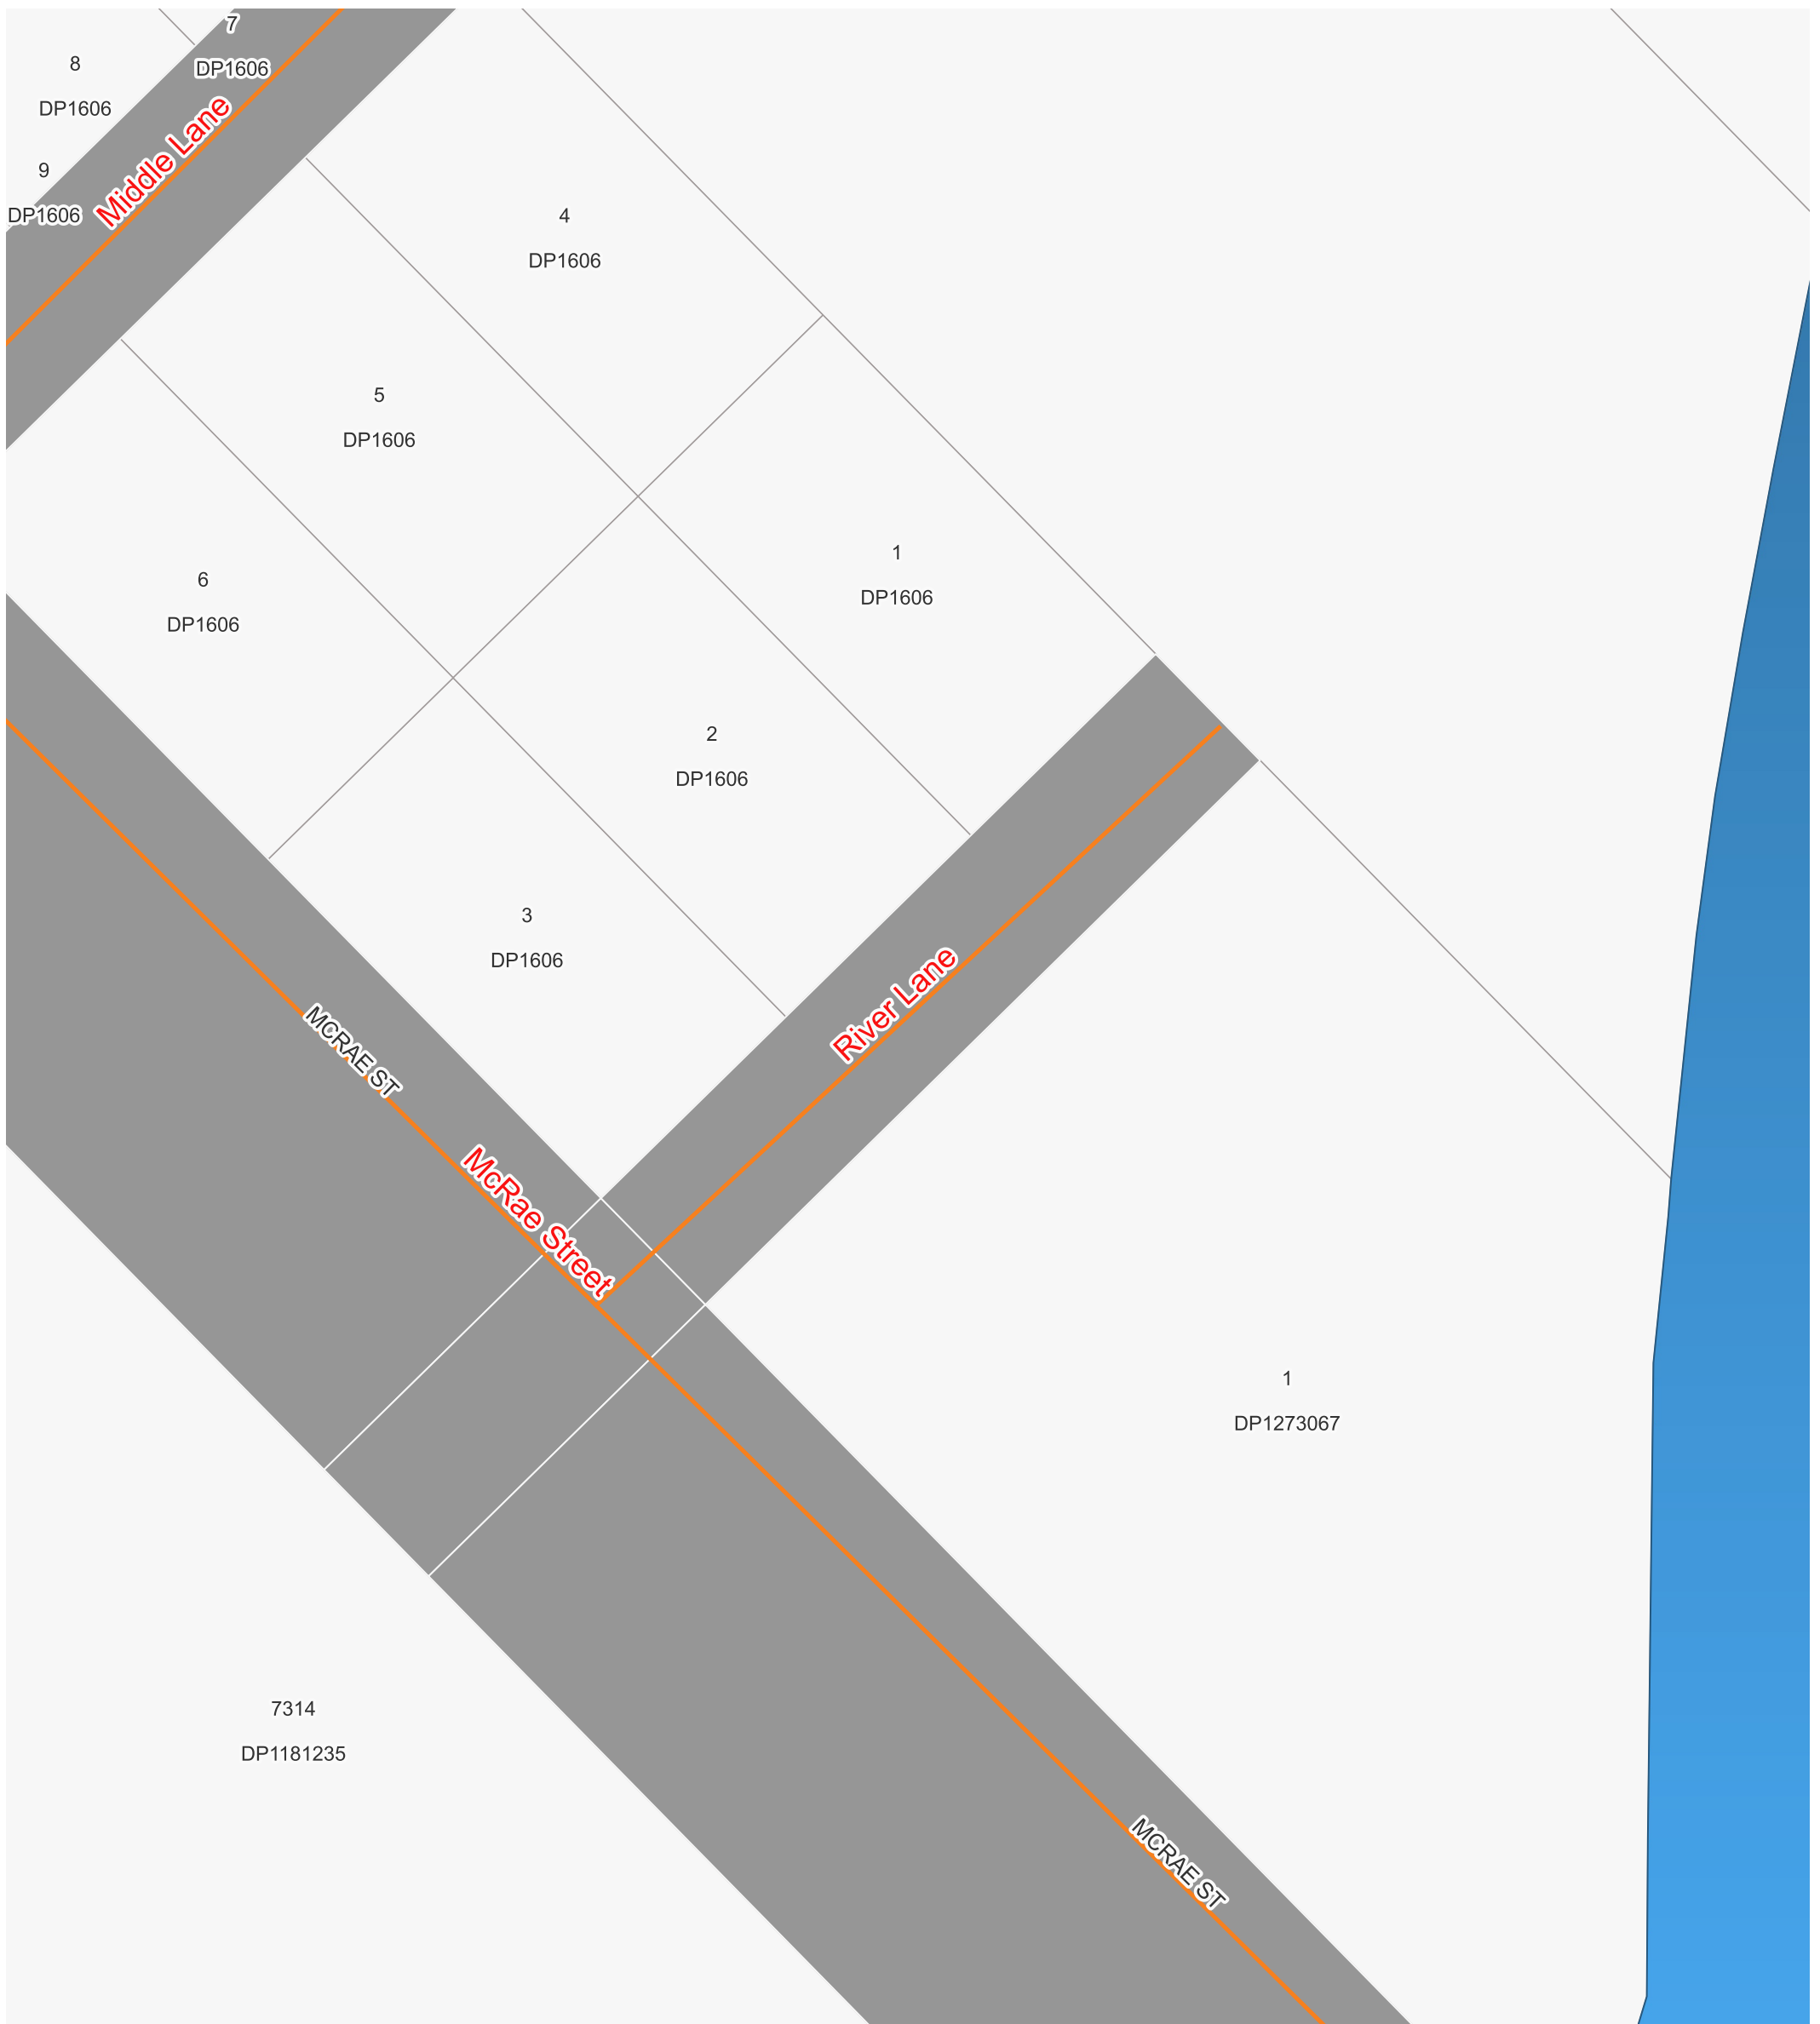 7
DP1606
8
DP1606
Middle Lane
9
DP1606
4
DP1606
5
DP1606
1
DP1606
6
DP1606
2
DP1606
3
DP1606
River Lane
MCRAE ST
McRae Street
1
DP1273067
7314
DP1181235
MCRAE ST